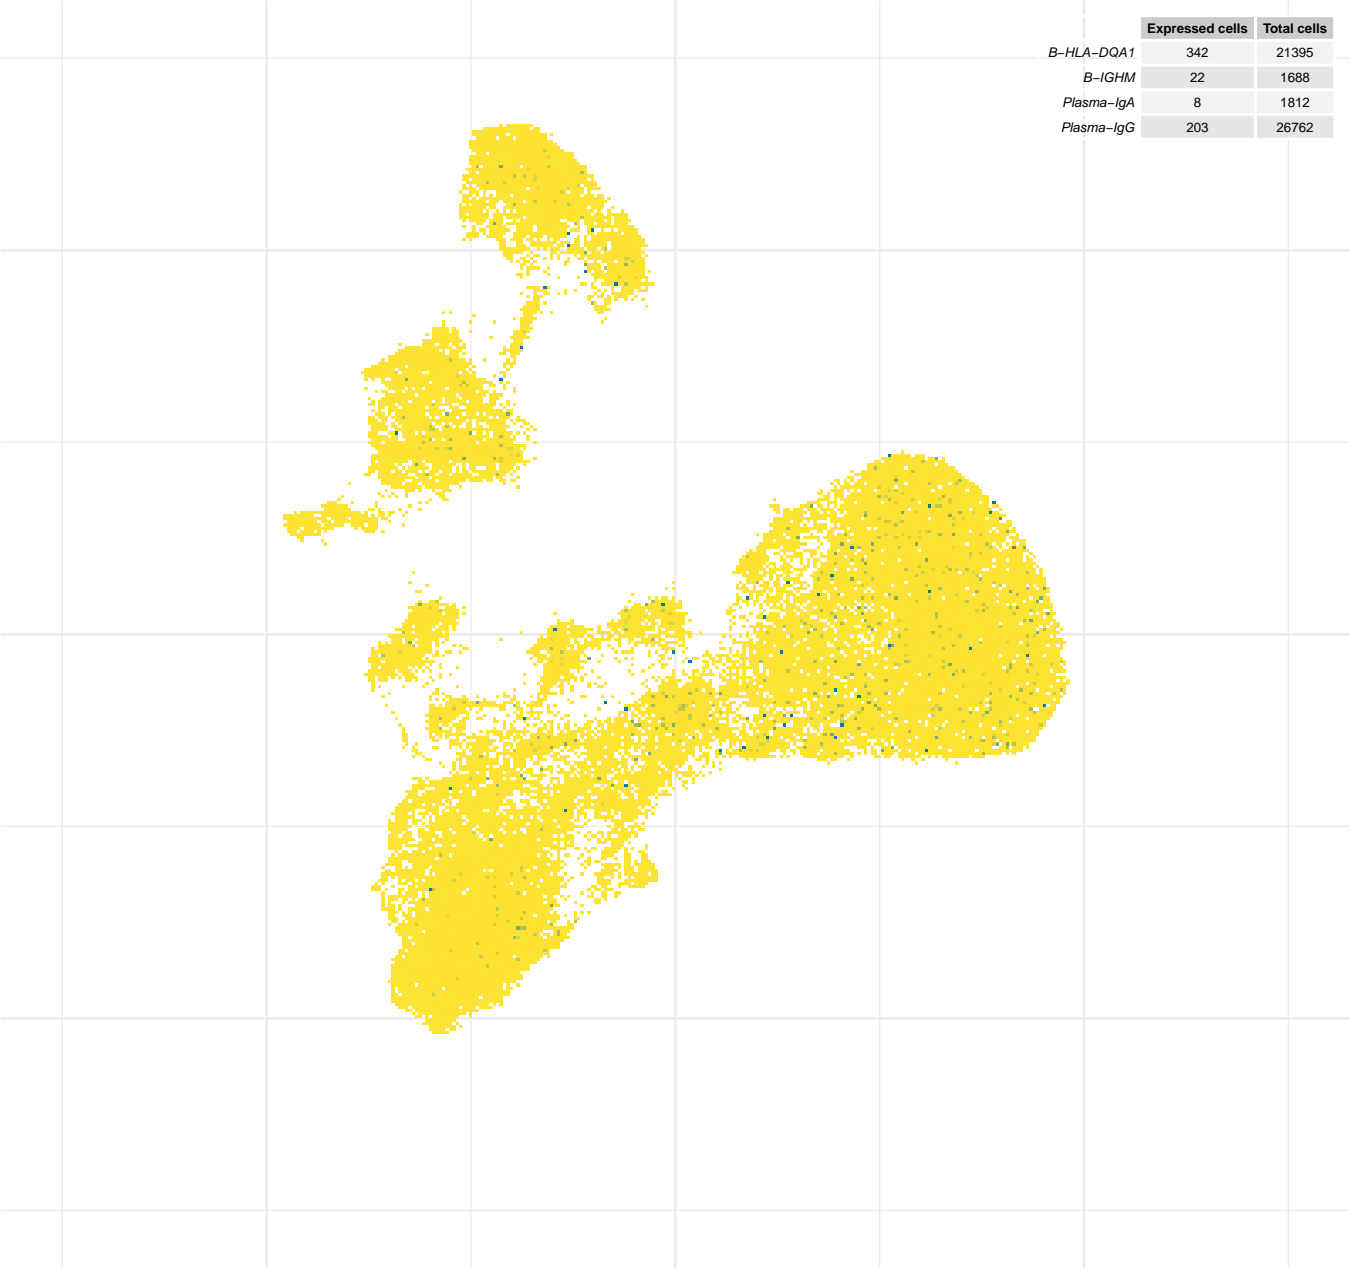 Expressed cells Total cells
B−HLA−DQA1 342 21395
B−IGHM 22 1688
Plasma−IgA 8 1812
Plasma−IgG 203 26762